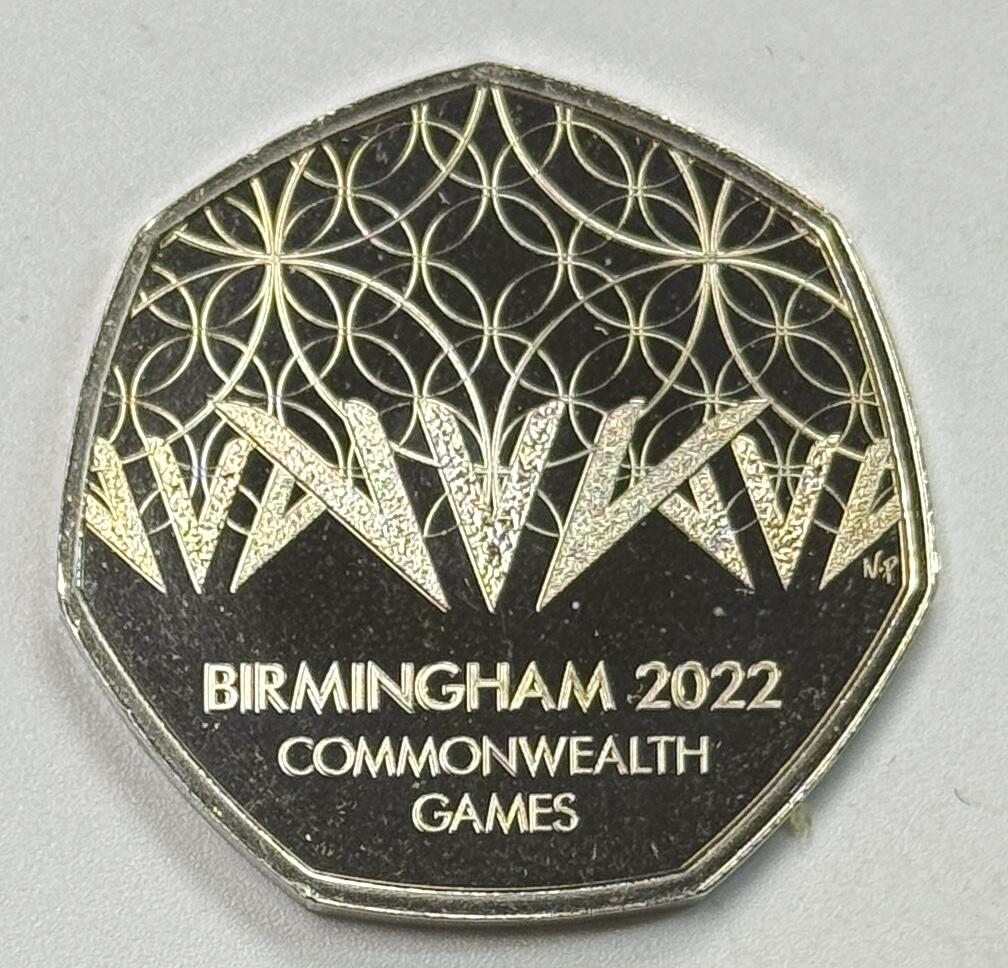 N.P
BIRMINGHAM 2022
COMMONWEALTH
GAMES